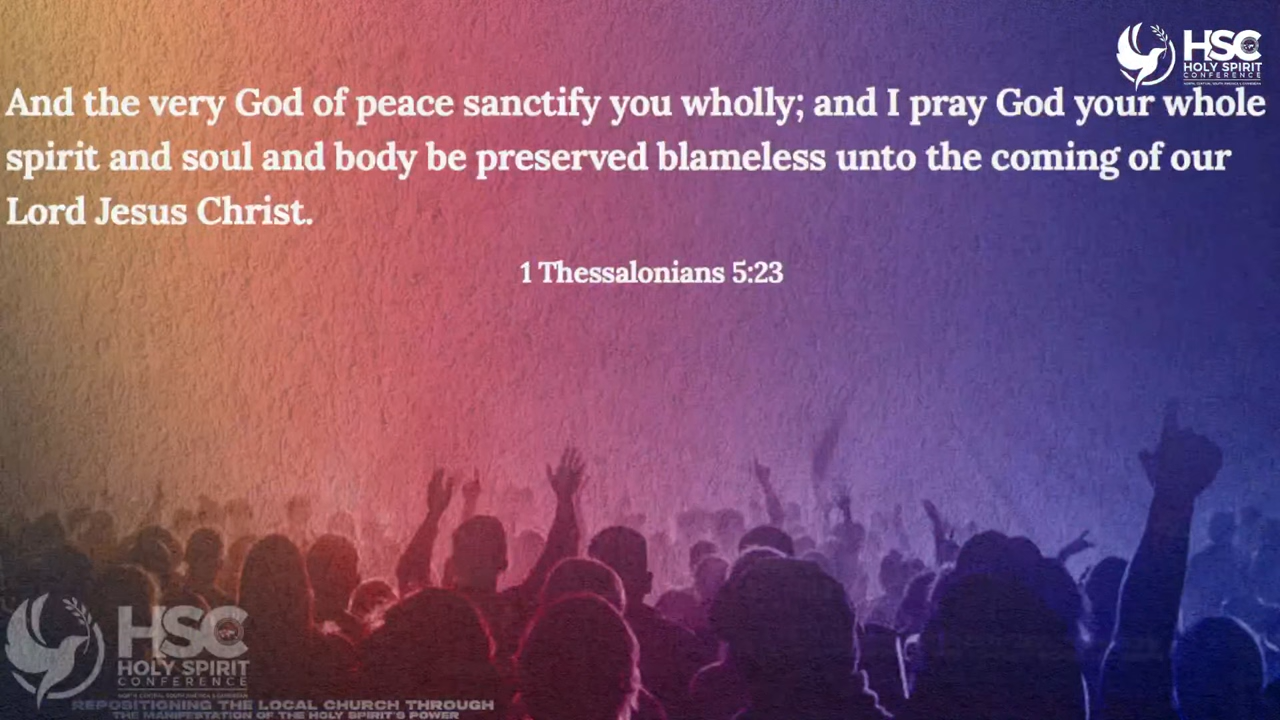 HSC
HOLY SPIRIT
CONFERENCE
And the very God of peace sanctify you wholly; and I pray God your whole
spirit and soul and body be preserved blameless unto the coming of our
Lord Jesus Christ.
1 Thessalonians 5:23
HSC
HOLY SPIRIT
CONFERENCE
REPOSITIONING THE LOCAL CHURCH THROUGH
THE MANIFESTATION OF THE HOLY SPIRIT'S POWER